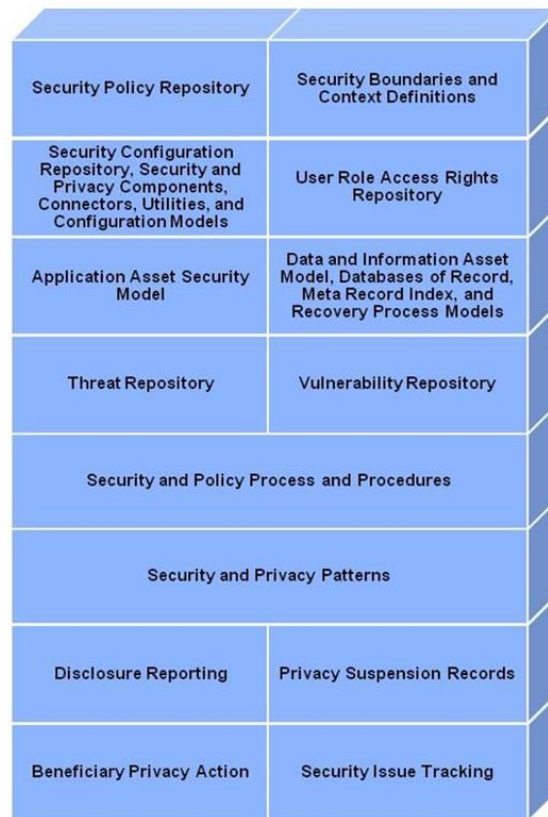 Security Policy Repository
Security Boundaries and
Context Definitions
Security Configuration
Repository, Security and
Privacy Components,
Connectors, Utilities, and
Configuration Models
User Role Access Rights
Repository
Application Asset Security
Model
Data and Information Asset
Model, Databases of Record,
Meta Record Index, and
Recovery Process Models
Threat Repository
Vulnerability Repository
Security and Policy Process and Procedures
Security and Privacy Patterns
Disclosure Reporting
Privacy Suspension Records
Beneficiary Privacy Action
Security Issue Tracking